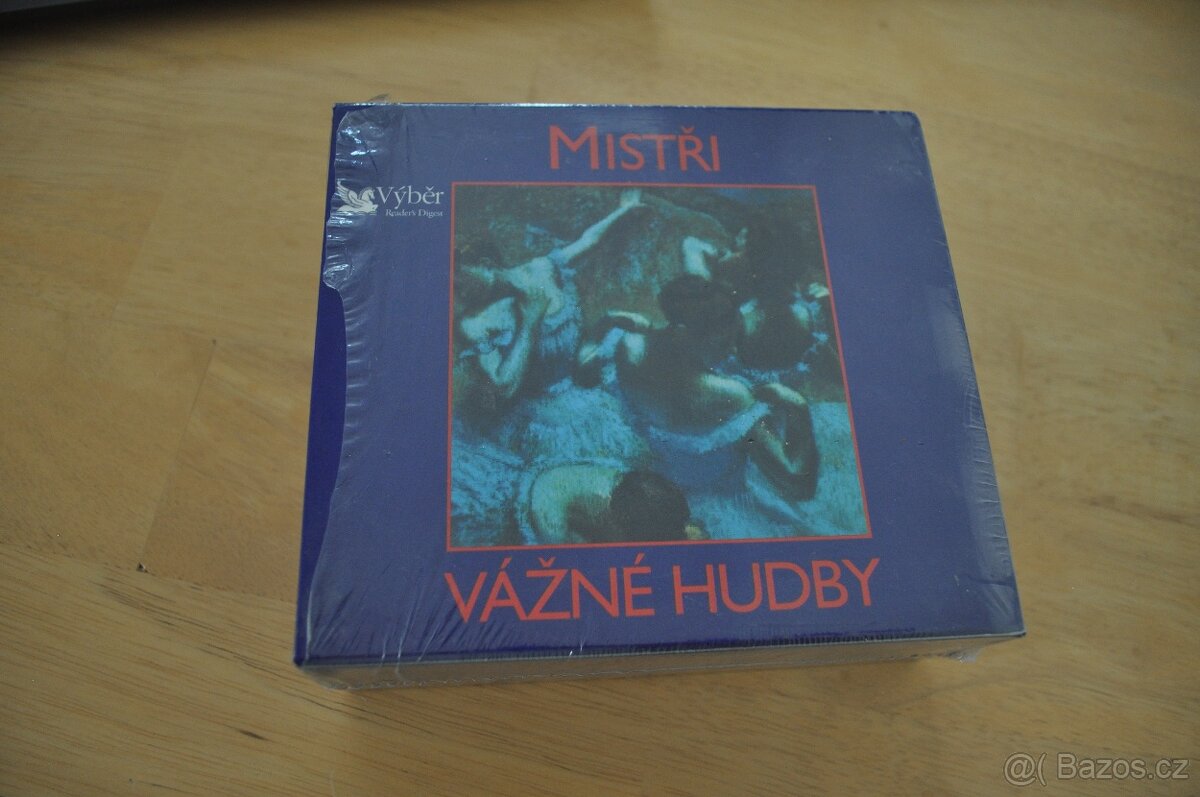 MISTŘI
Výběr
Reader's Digest
VÁŽNÉ HUDBY
@( Bazos.cz